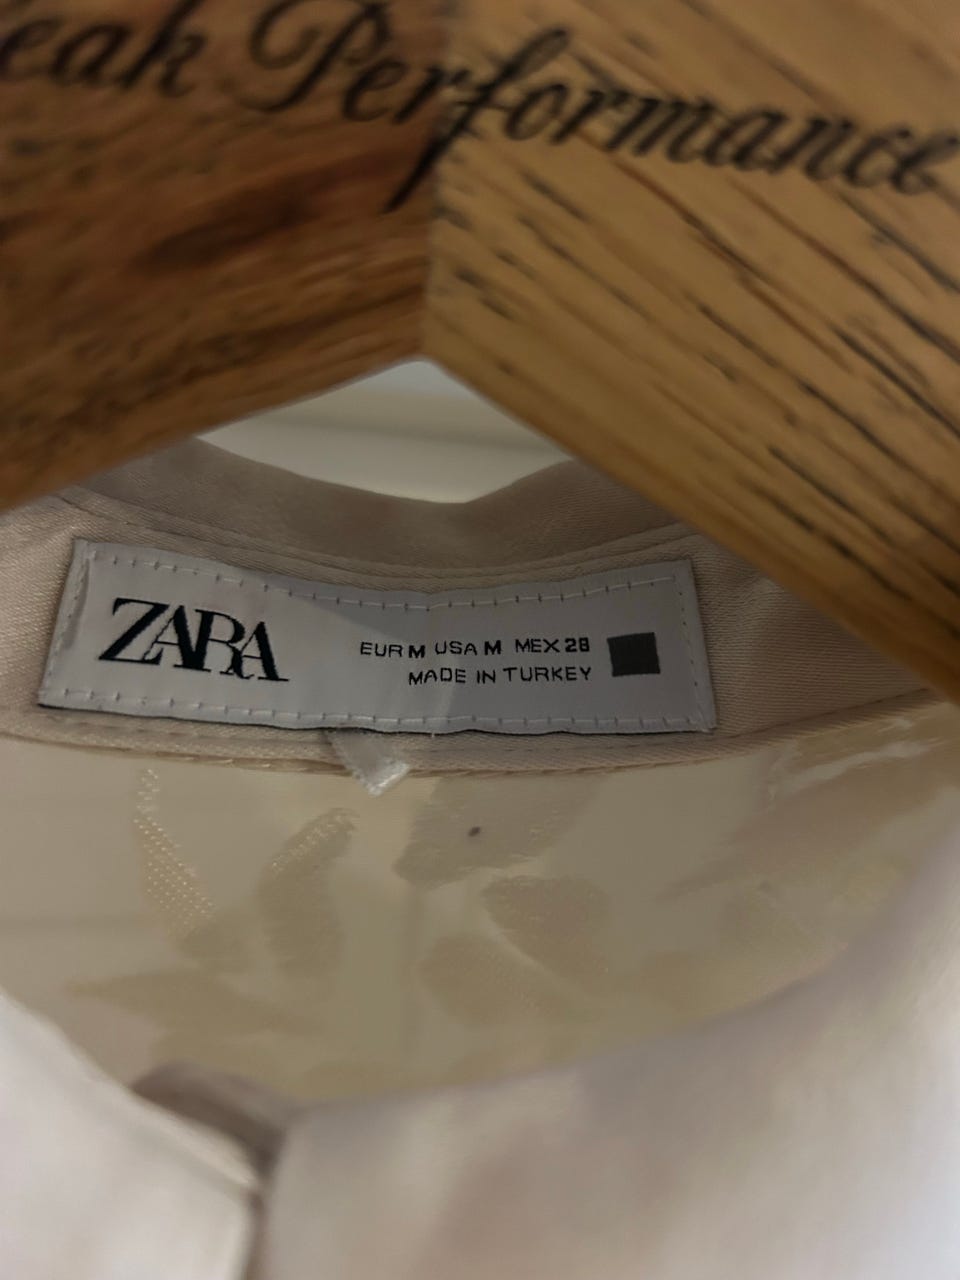 eak Performance
ZARA
EUR M USA M MEX 28
MADE IN TURKEY